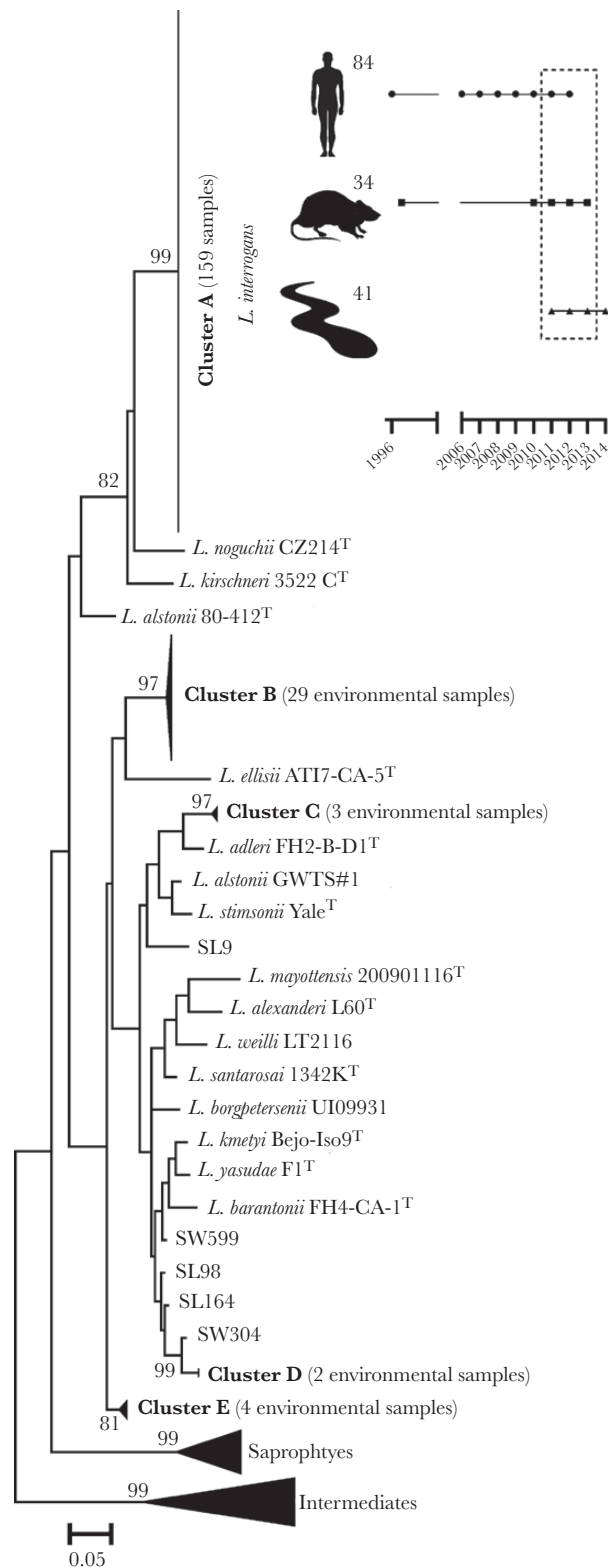 84
34
99
Cluster A (159 samples)
L. interrogans
41
1996
2006
2007
2008
2009
2010
2011
2012
2013
2014
82
L. noguchii CZ214T
L. kirschneri 3522 CT
L. alstonii 80-412T
97
Cluster B (29 environmental samples)
L. ellisii ATI7-CA-5T
97
Cluster C (3 environmental samples)
L. adleri FH2-B-D1T
L. alstonii GWTS#1
L. stimsonii YaleT
SL9
L. mayottensis 200901116T
L. alexanderi L60T
L. weilli LT2116
L. santarosai 1342KT
L. borgpetersenii UI09931
L. kmetyi Bejo-Iso9T
L. yasudae F1T
L. barantonii FH4-CA-1T
SW599
SL98
SL164
SW304
99
Cluster D (2 environmental samples)
Cluster E (4 environmental samples)
81
99
Saprophtyes
99
Intermediates
0.05